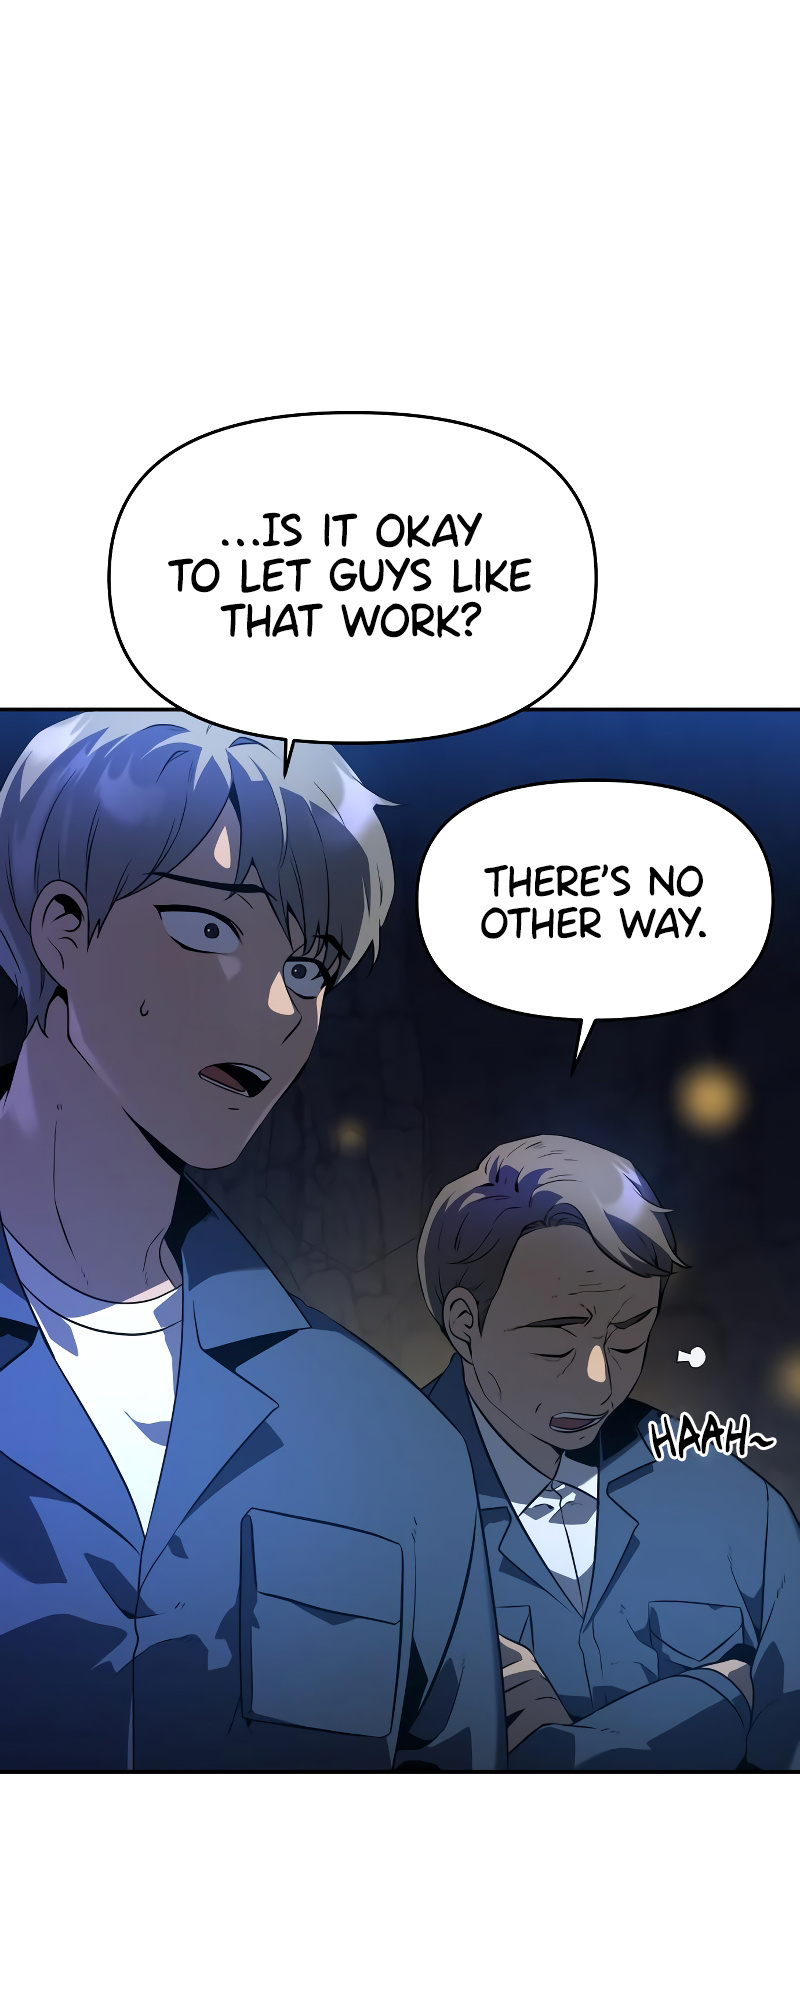 ...IS IT OKAY
TO LET GUYS LIKE
THAT WORK?
THERE'S NO
OTHER WAY.
HAAH~